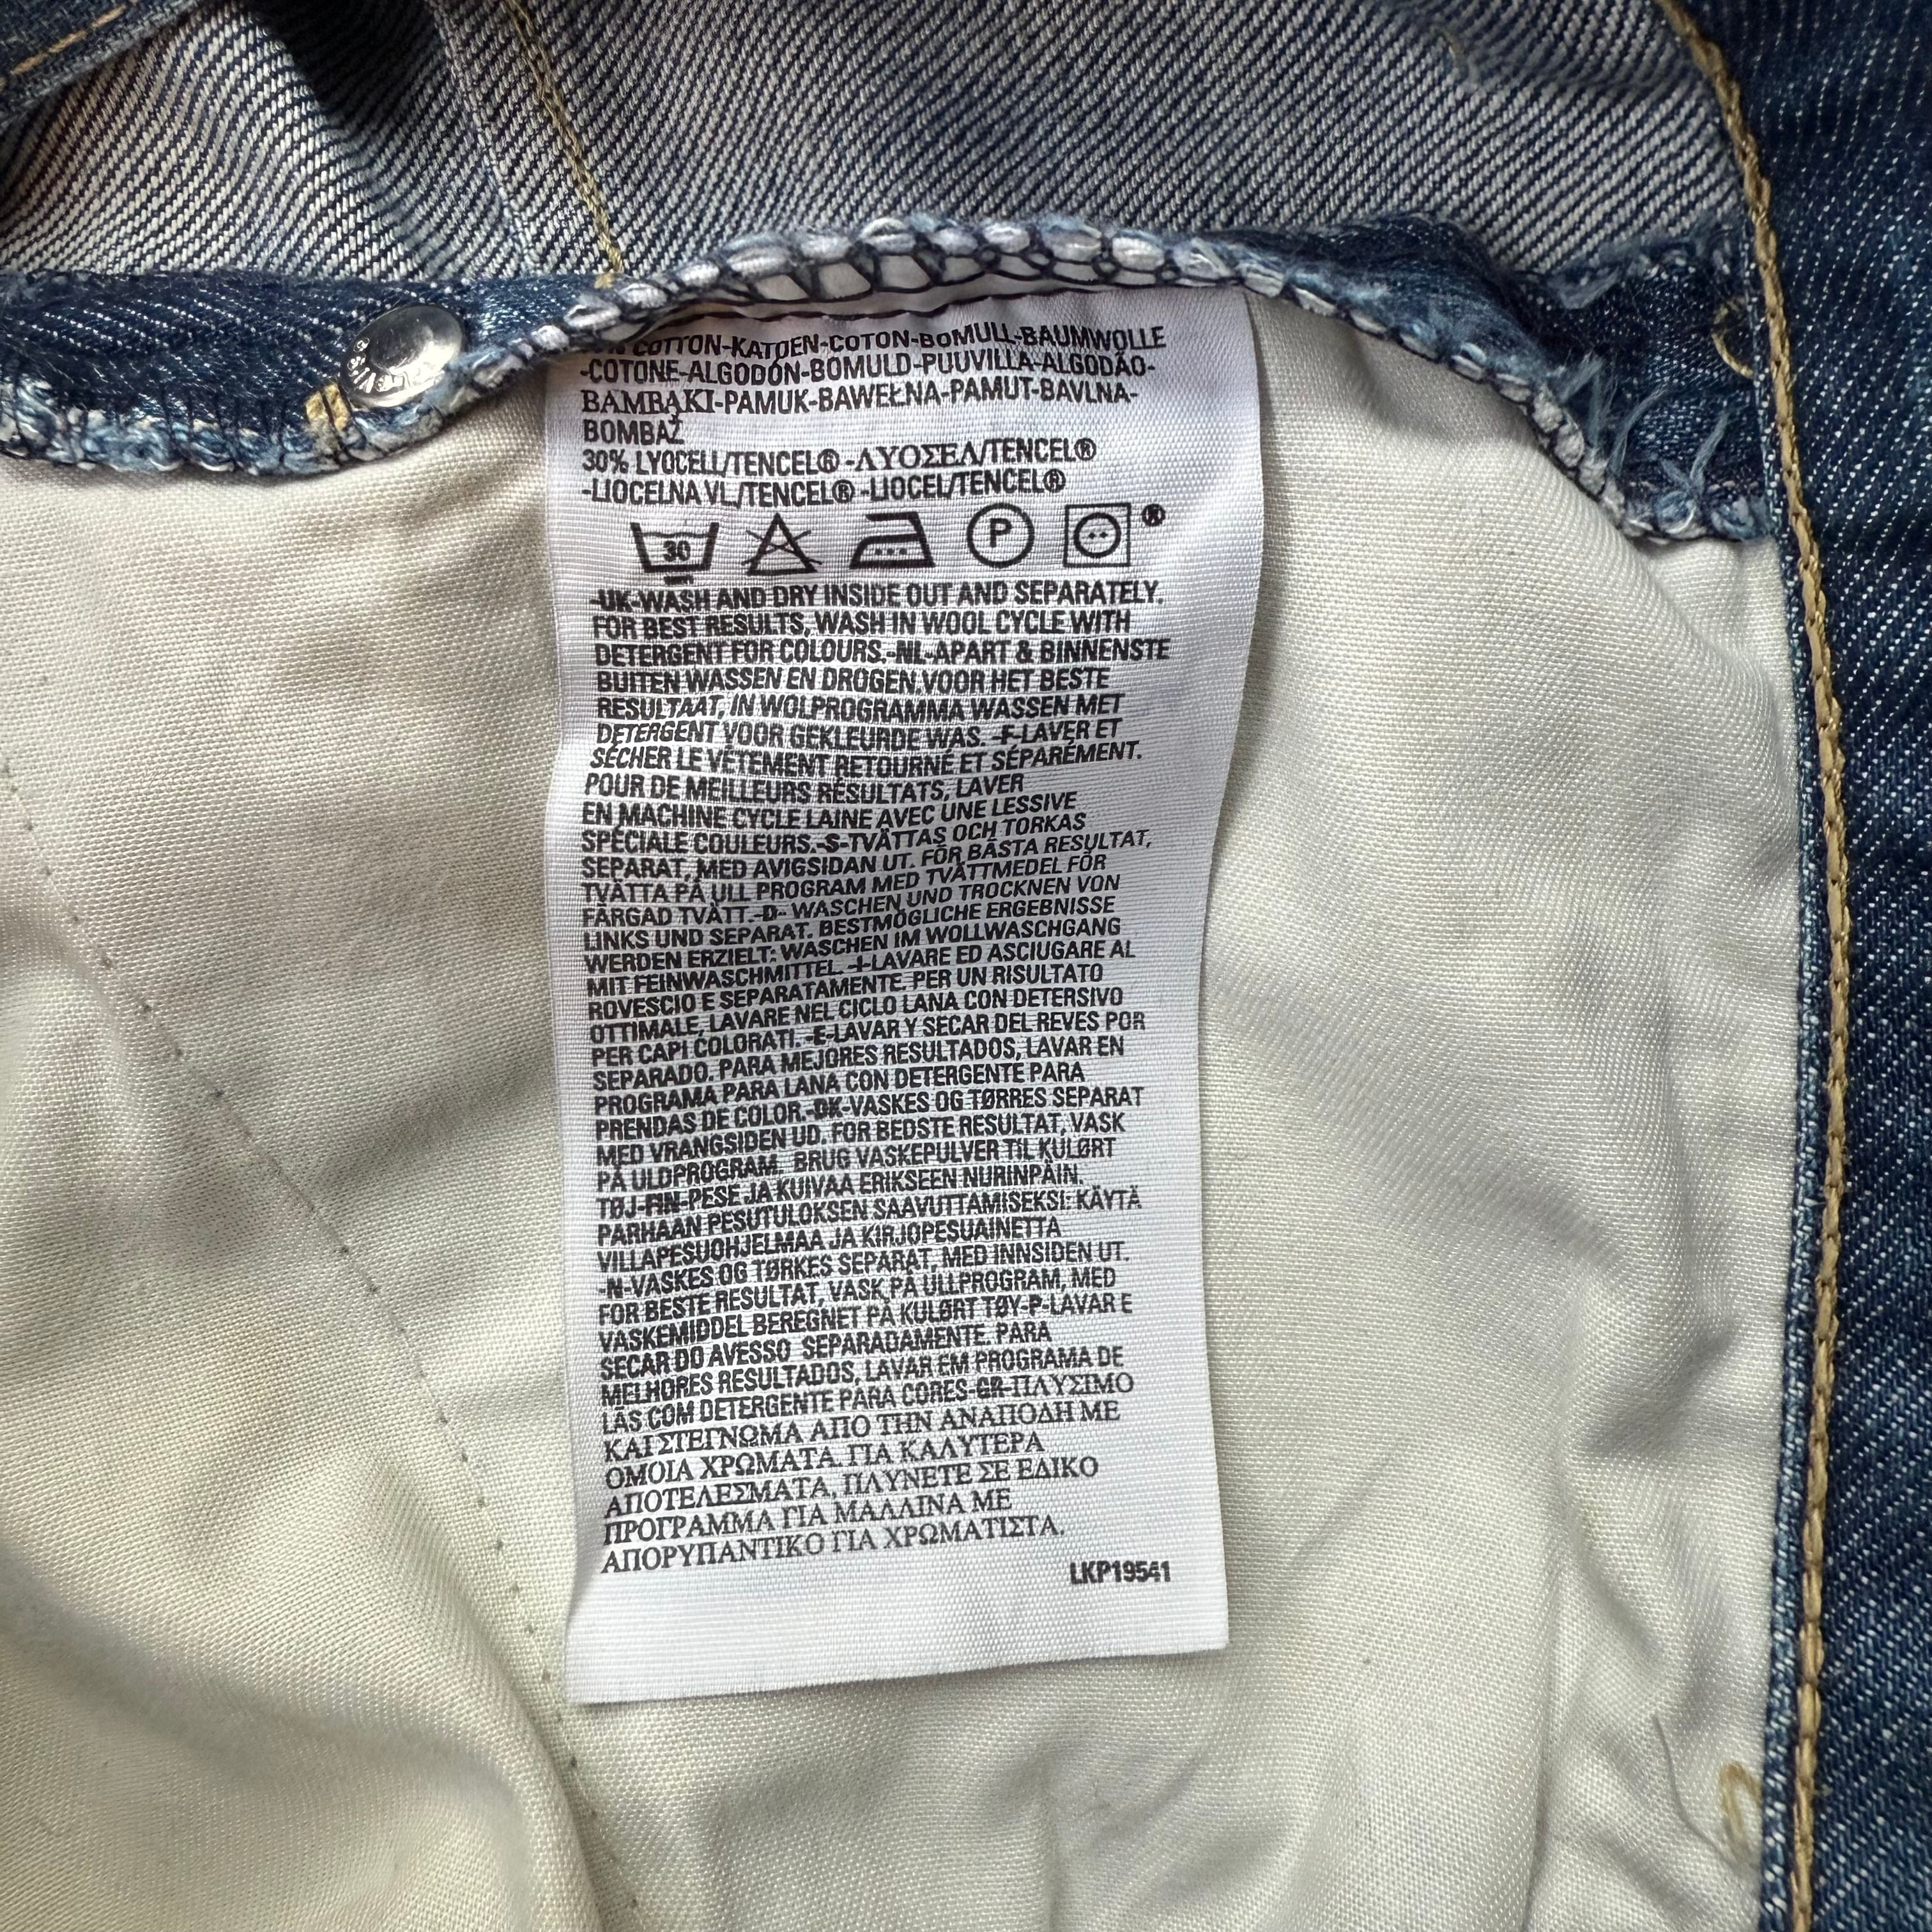 COTTON-KATOEN-COTON-BOMULL-BAUMWOLLE
-COTONE-ALGODÓN-BOMULD-PUUVILLA-ALGODÃO-
BAMBAKI-PAMUK-BAWEŁNA-PAMUT-BAVLNA-
BOMBAŽ
30% LYOCELL/TENCEL® -ΛΥΟΣΕΛ/TENCEL®
-LIOCELNA VL/TENCEL® -LIOCEL/TENCEL®
30 P ®
-UK-WASH AND DRY INSIDE OUT AND SEPARATELY.
FOR BEST RESULTS, WASH IN WOOL CYCLE WITH
DETERGENT FOR COLOURS.-NL-APART & BINNENSTE
BUITEN WASSEN EN DROGEN.VOOR HET BESTE
RESULTAAT, IN WOLPROGRAMMA WASSEN MET
DETERGENT VOOR GEKLEURDE WAS. -F-LAVER ET
SÉCHER LE VÊTEMENT RETOURNÉ ET SÉPARÉMENT.
POUR DE MEILLEURS RÉSULTATS, LAVER
EN MACHINE CYCLE LAINE AVEC UNE LESSIVE
SPÉCIALE COULEURS.-S-TVÄTTAS OCH TORKAS
SEPARAT, MED AVIGSIDAN UT. FÖR BÄSTA RESULTAT,
TVÄTTA PÅ ULL PROGRAM MED TVÄTTMEDEL FÖR
FÄRGAD TVÄTT.-D- WASCHEN UND TROCKNEN VON
LINKS UND SEPARAT. BESTMÖGLICHE ERGEBNISSE
WERDEN ERZIELT: WASCHEN IM WOLLWASCHGANG
MIT FEINWASCHMITTEL. -I-LAVARE ED ASCIUGARE AL
ROVESCIO E SEPARATAMENTE. PER UN RISULTATO
OTTIMALE, LAVARE NEL CICLO LANA CON DETERSIVO
PER CAPI COLORATI. -E-LAVAR Y SECAR DEL REVES POR
SEPARADO. PARA MEJORES RESULTADOS, LAVAR EN
PROGRAMA PARA LANA CON DETERGENTE PARA
PRENDAS DE COLOR.-DK-VASKES OG TØRRES SEPARAT
MED VRANGSIDEN UD. FOR BEDSTE RESULTAT, VASK
PÅ ULDPROGRAM. BRUG VASKEPULVER TIL KULØRT
TØJ-FIN-PESE JA KUIVAA ERIKSEEN NURINPÄIN.
PARHAAN PESUTULOKSEN SAAVUTTAMISEKSI: KÄYTÄ
VILLAPESUOHJELMAA JA KIRJOPESUAINETTA
-N-VASKES OG TØRKES SEPARAT, MED INNSIDEN UT.
FOR BESTE RESULTAT, VASK PÅ ULLPROGRAM, MED
VASKEMIDDEL BEREGNET PÅ KULØRT TØY-P-LAVAR E
SECAR DO AVESSO SEPARADAMENTE. PARA
MELHORES RESULTADOS, LAVAR EM PROGRAMA DE
LÃS COM DETERGENTE PARA CORES-GR-ΠΛΥΣΙΜΟ
ΚΑΙ ΣΤΕΓΝΩΜΑ ΑΠΟ ΤΗΝ ΑΝΑΠΟΔΗ ΜΕ
ΟΜΟΙΑ ΧΡΩΜΑΤΑ. ΓΙΑ ΚΑΛΥΤΕΡΑ
ΑΠΟΤΕΛΕΣΜΑΤΑ, ΠΛΥΝΕΤΕ ΣΕ ΕΔΙΚΟ
ΠΡΟΓΡΑΜΜΑ ΓΙΑ ΜΑΛΛΙΝΑ ΜΕ
ΑΠΟΡΥΠΑΝΤΙΚΟ ΓΙΑ ΧΡΩΜΑΤΙΣΤΑ.
LKP19541